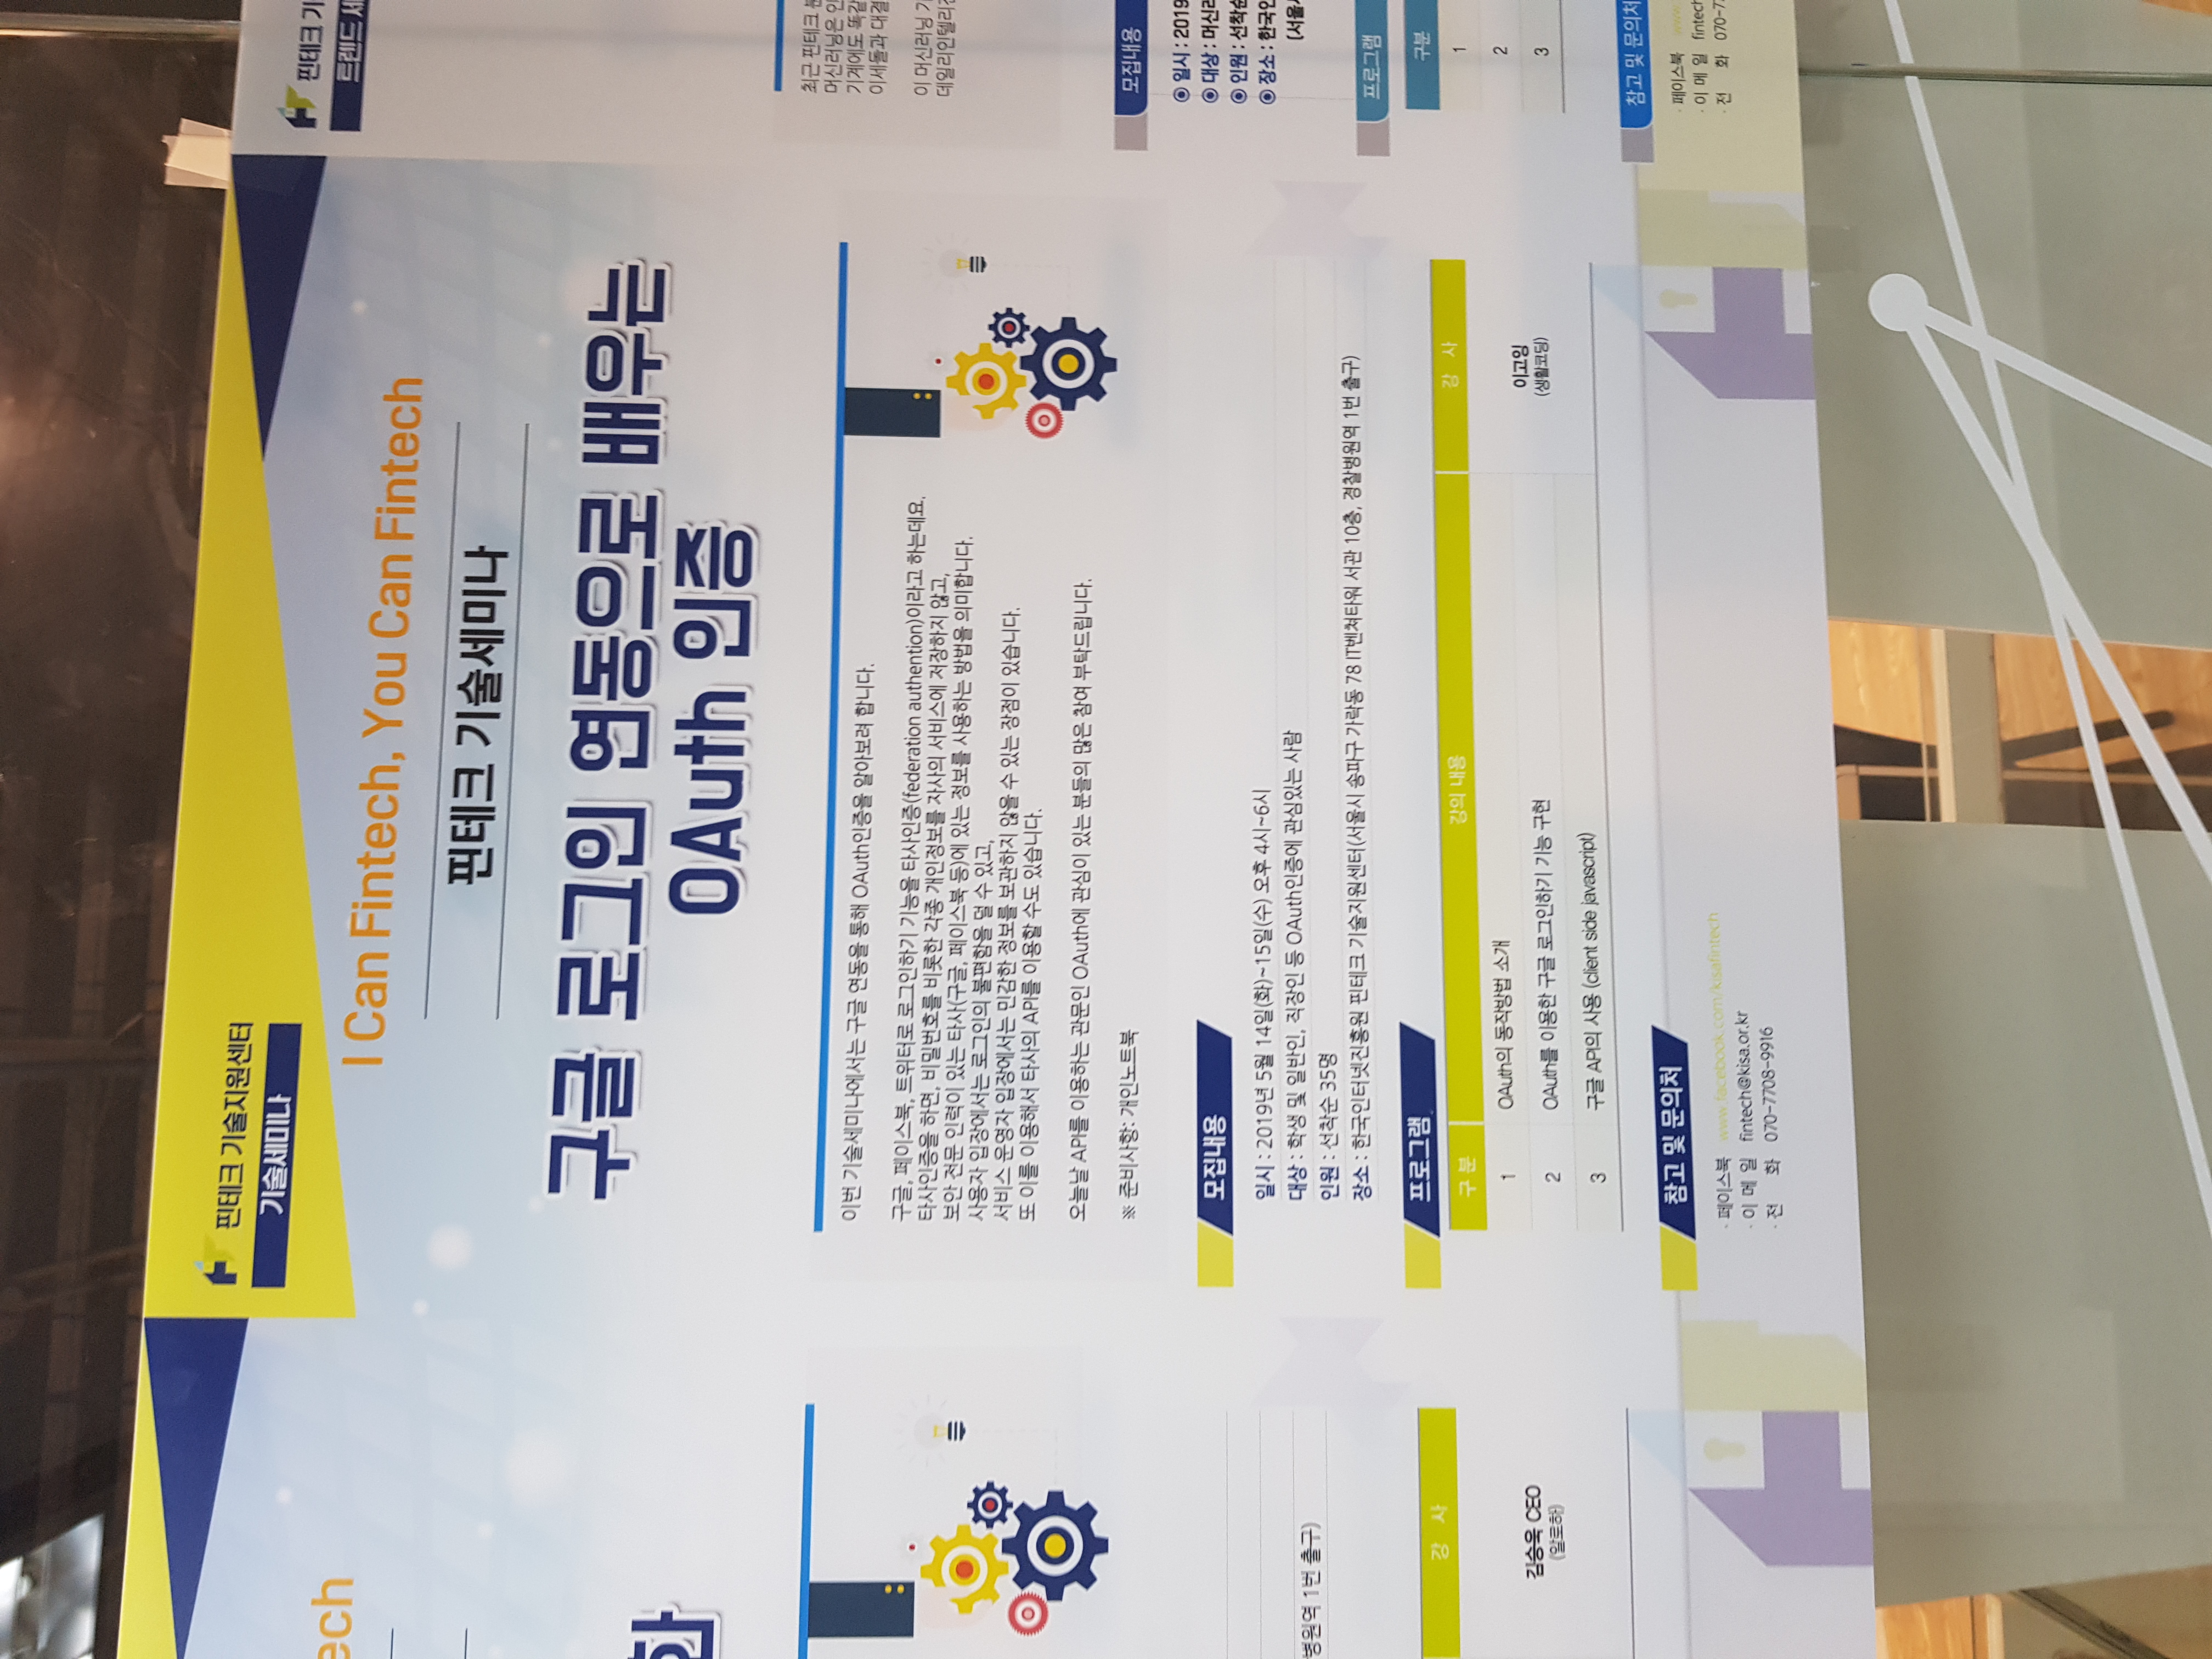 ech
한
병원역 1번 출구)
강 사
김승욱 CEO
(알로하)
핀테크 기술지원센터
기술세미나
I Can Fintech, You Can Fintech
핀테크 기술세미나
구글 로그인 연동으로 배우는
OAuth 인증
이번 기술세미나에서는 구글 연동을 통해 OAuth인증을 알아보려 합니다.
구글, 페이스북, 트위터로 로그인하기 기능을 타사인증(federation authention)이라고 하는데요.
타사인증을 하면, 비밀번호를 비롯한 각종 개인정보를 자사의 서비스에 저장하지 않고,
보안 전문 인력이 있는 타사(구글, 페이스북 등)에 있는 정보를 사용하는 방법을 의미합니다.
사용자 입장에서는 로그인의 불편함을 덜 수 있고,
서비스 운영자 입장에서는 민감한 정보를 보관하지 않을 수 있는 장점이 있습니다.
또 이를 이용해서 타사의 API를 이용할 수도 있습니다.
오늘날 API를 이용하는 관문인 OAuth에 관심이 있는 분들의 많은 참여 부탁드립니다.
※ 준비사항: 개인노트북
모집내용
일시 : 2019년 5월 14일(화)~15일(수) 오후 4시~6시
대상 : 학생 및 일반인, 직장인 등 OAuth인증에 관심있는 사람
인원 : 선착순 35명
장소 : 한국인터넷진흥원 핀테크 기술지원센터(서울시 송파구 가락동 78 IT벤쳐타워 서관 10층, 경찰병원역 1번 출구)
프로그램
구 분 강의 내용 강 사
1 OAuth의 동작방법 소개
2 OAuth를 이용한 구글 로그인하기 기능 구현
3 구글 API의 사용 (client side javascript)
이고잉
(생활코딩)
참고 및 문의처
· 페이스북 www.facebook.com/kisafintech
· 이 메 일 fintech@kisa.or.kr
· 전 화 070-7708-9916
핀테크 기
트렌드 세
최근 핀테크
머신러닝은 인
기계에도 똑같
이세돌과 대결
이 머신러닝 기
데일리인텔리전
모집내용
◉ 일시 : 2019
◉ 대상 : 머신러
◉ 인원 : 선착순
◉ 장소 : 한국인
(서울시
프로그램
구분
1
2
3
참고 및 문의처
· 페이스북 www.
· 이 메 일 fintech
· 전 화 070-77